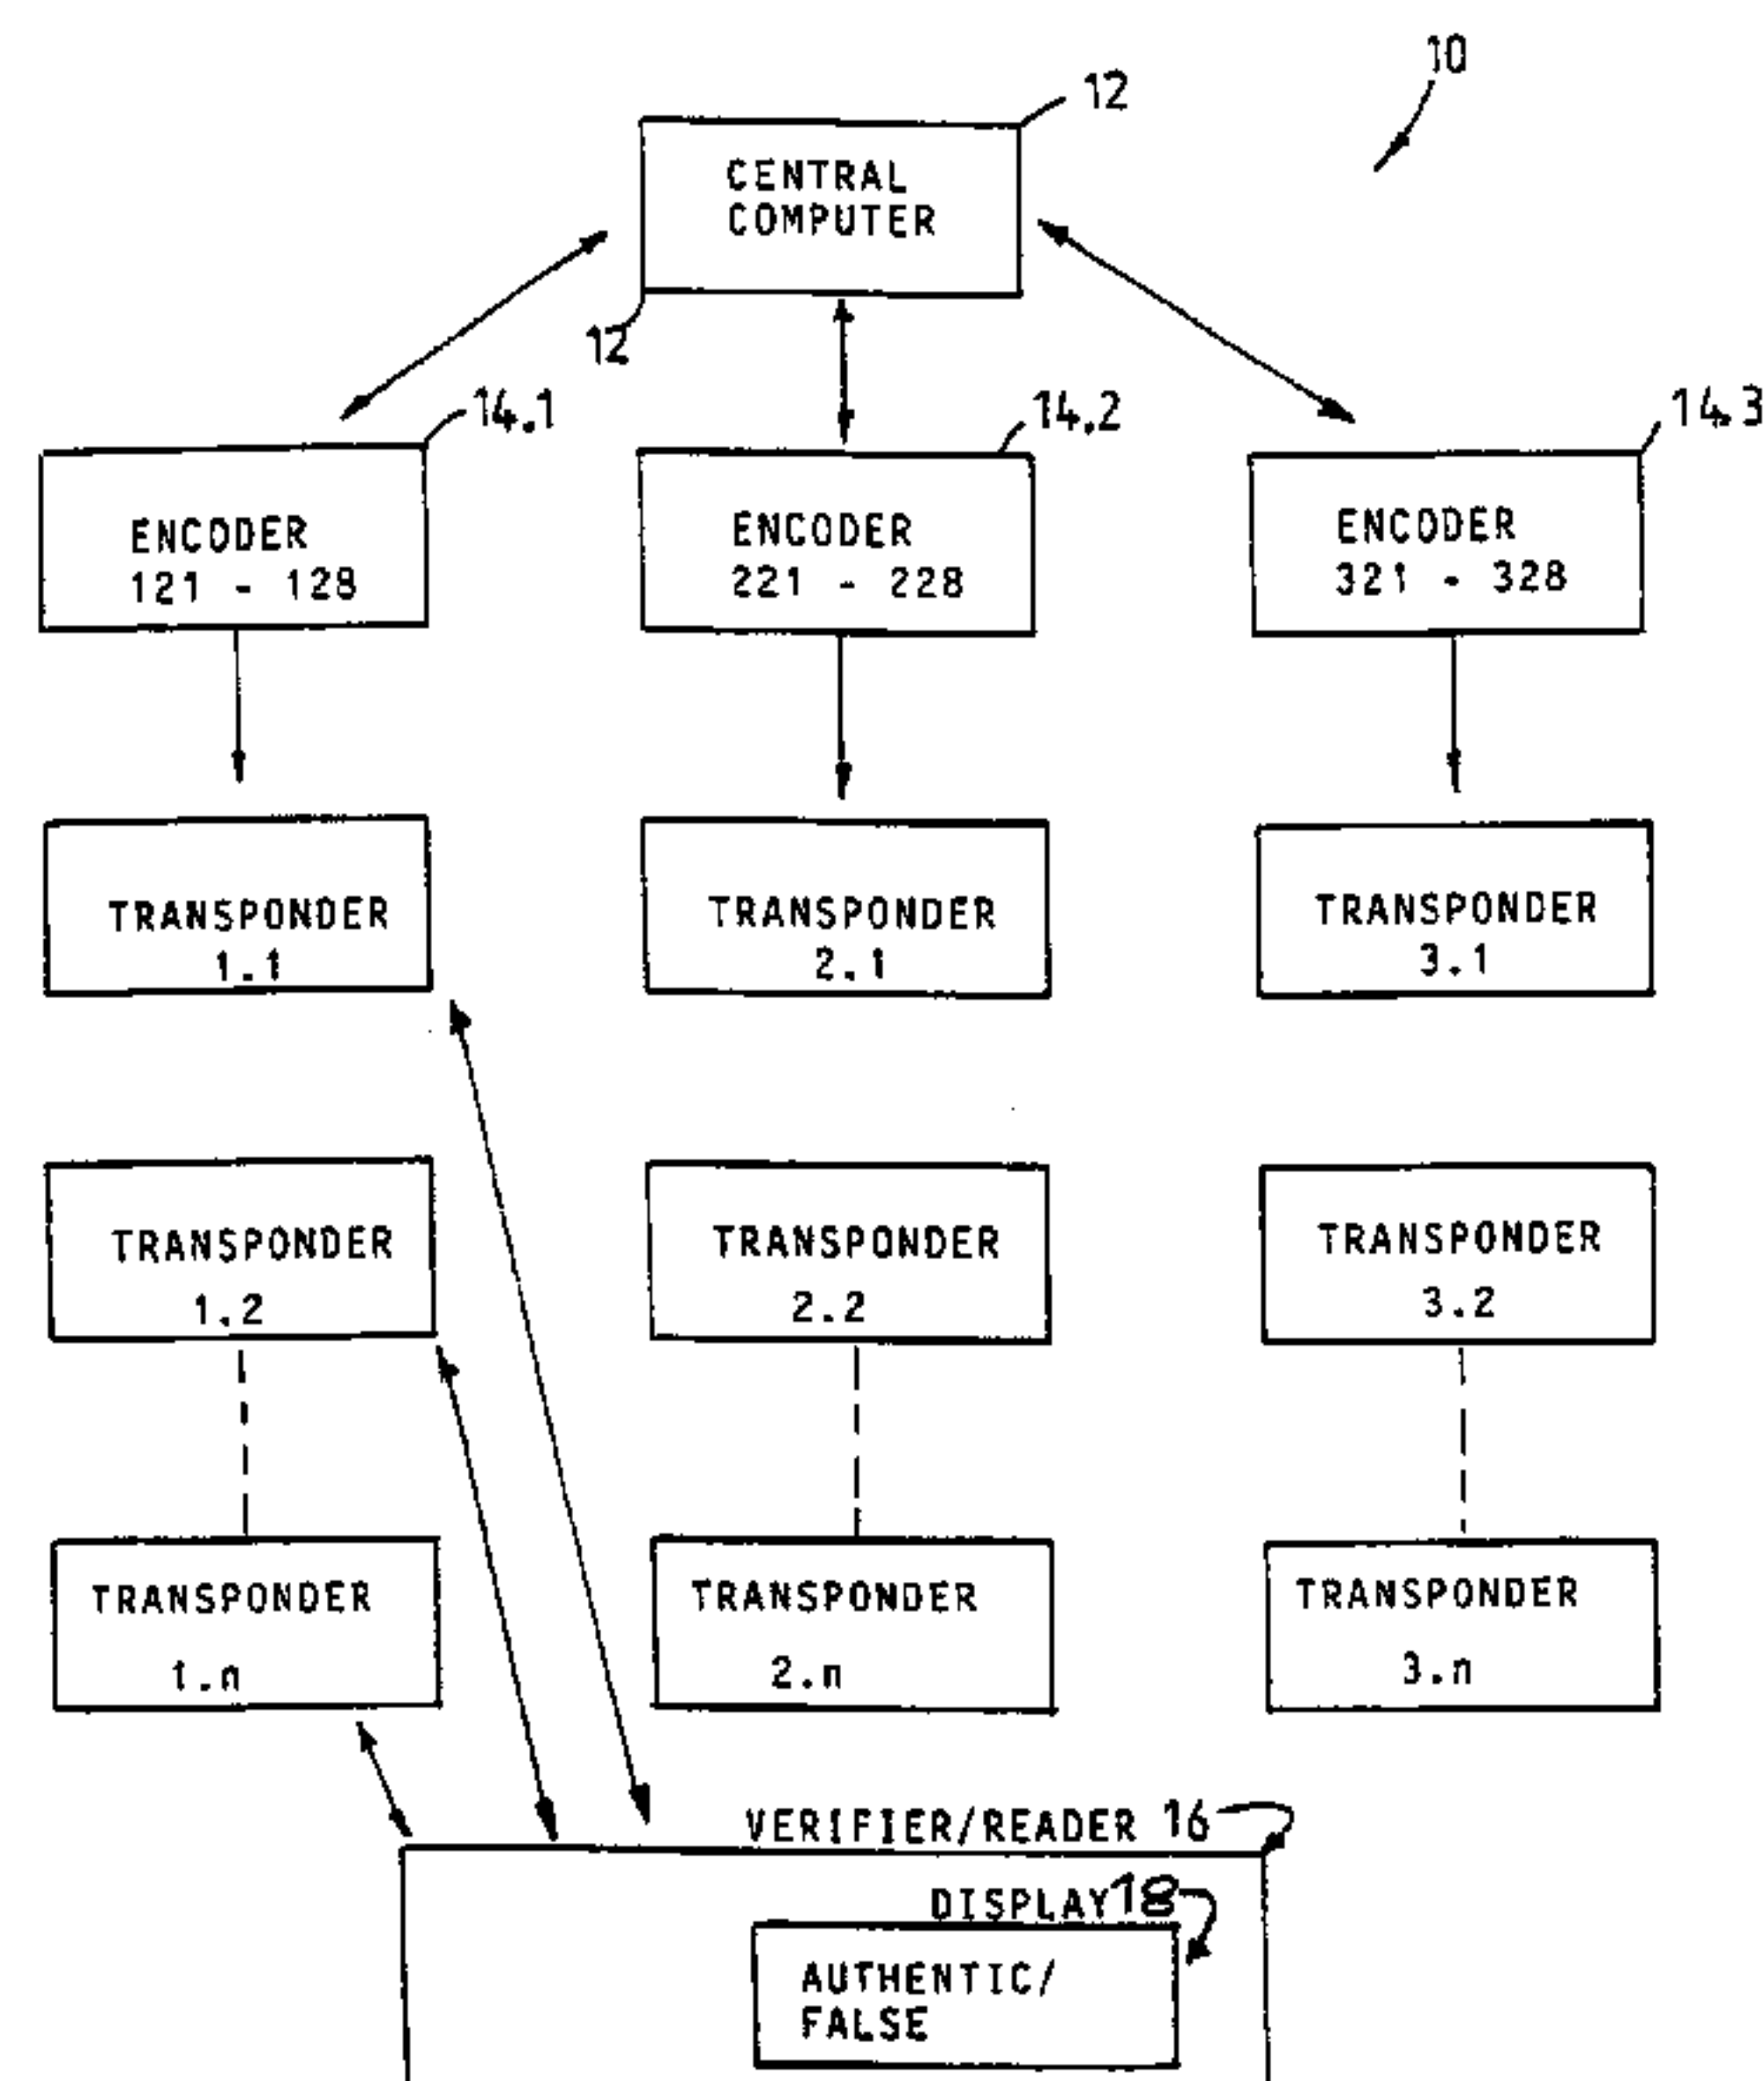 10
12
CENTRAL
COMPUTER
12
14.1
14.2
14.3
ENCODER
121 - 128
ENCODER
221 - 228
ENCODER
321 - 328
TRANSPONDER
1.1
TRANSPONDER
2.1
TRANSPONDER
3.1
TRANSPONDER
1.2
TRANSPONDER
2.2
TRANSPONDER
3.2
TRANSPONDER
1.n
TRANSPONDER
2.n
TRANSPONDER
3.n
VERIFIER/READER 16
DISPLAY 18
AUTHENTIC/
FALSE